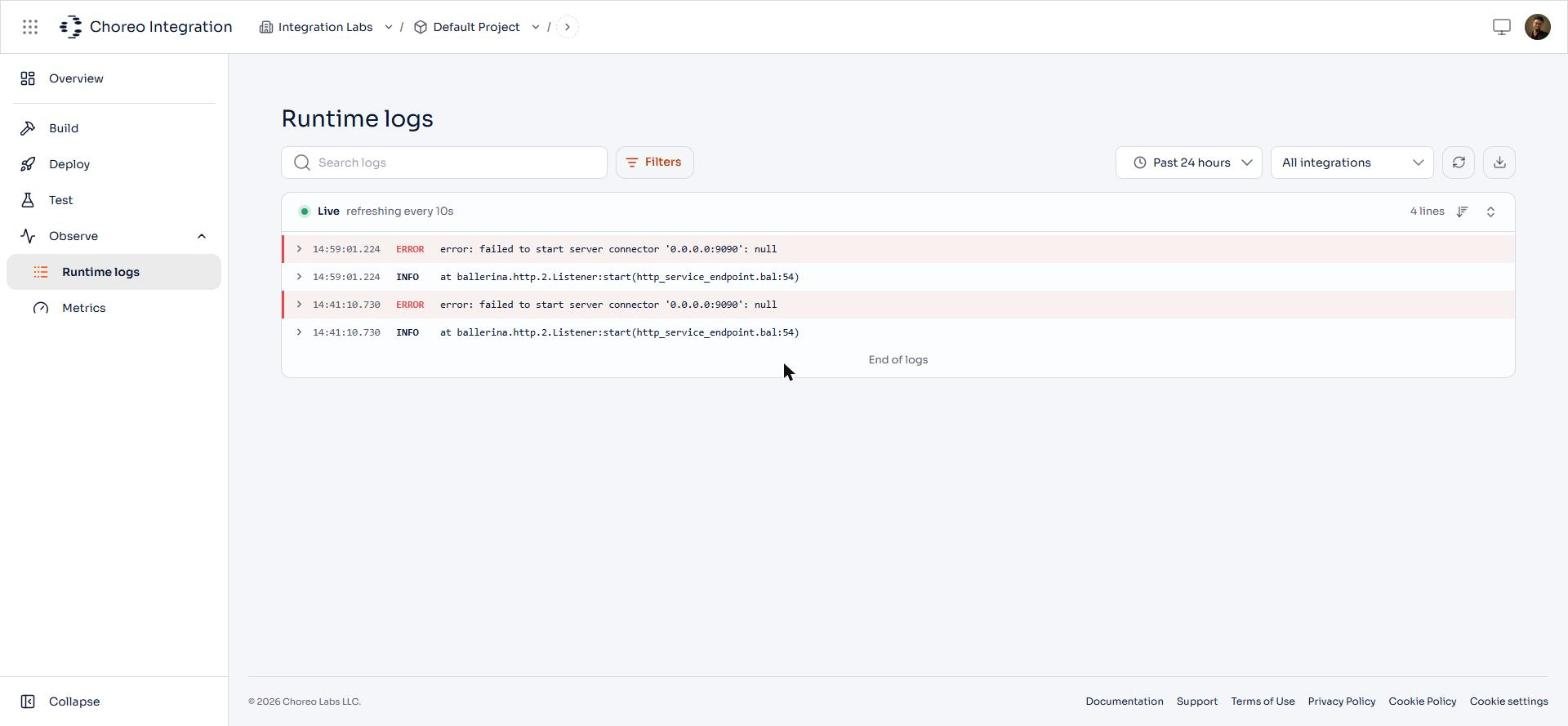 Choreo Integration
Integration Labs / Default Project /
Overview
Build
Deploy
Test
Observe
Runtime logs
Metrics
Collapse
Runtime logs
Search logs
Filters
Past 24 hours
All integrations
Live refreshing every 10s
4 lines
14:59:01.224 ERROR error: failed to start server connector '0.0.0.0:9090': null
14:59:01.224 INFO at ballerina.http.2.Listener:start(http_service_endpoint.bal:54)
14:41:10.730 ERROR error: failed to start server connector '0.0.0.0:9090': null
14:41:10.730 INFO at ballerina.http.2.Listener:start(http_service_endpoint.bal:54)
End of logs
© 2026 Choreo Labs LLC.
Documentation Support Terms of Use Privacy Policy Cookie Policy Cookie settings